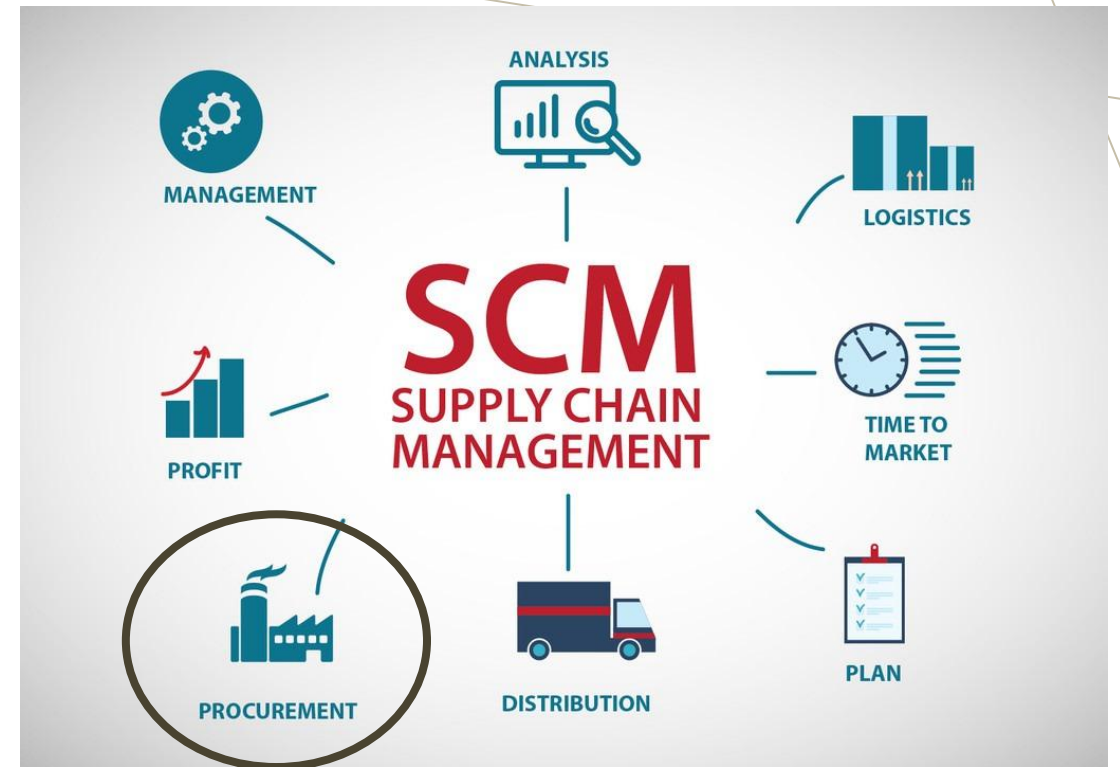 ANALYSIS
MANAGEMENT
LOGISTICS
SCM
SUPPLY CHAIN
MANAGEMENT
TIME TO
MARKET
PROFIT
PROCUREMENT
DISTRIBUTION
PLAN